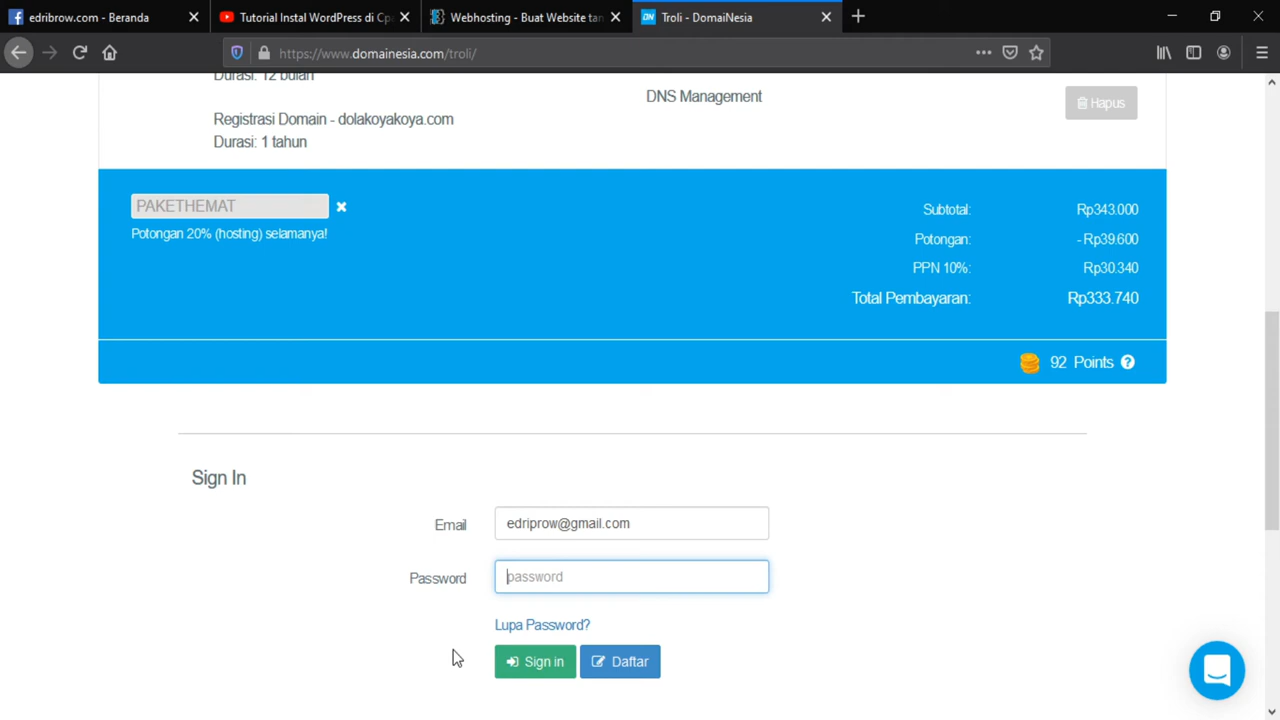 edribrow.com - Beranda
Tutorial Instal WordPress di Cpa
Webhosting - Buat Website tan
DN
Troli - DomaiNesia
https://www.domainesia.com/troli/
Durasi: 12 bulan
DNS Management
Hapus
Registrasi Domain - dolakoyakoya.com
Durasi: 1 tahun
PAKETHEMAT
Potongan 20% (hosting) selamanya!
Subtotal: Rp343.000
Potongan: - Rp39.600
PPN 10%: Rp30.340
Total Pembayaran: Rp333.740
92 Points ?
Sign In
Email edriprow@gmail.com
Password password
Lupa Password?
Sign in Daftar